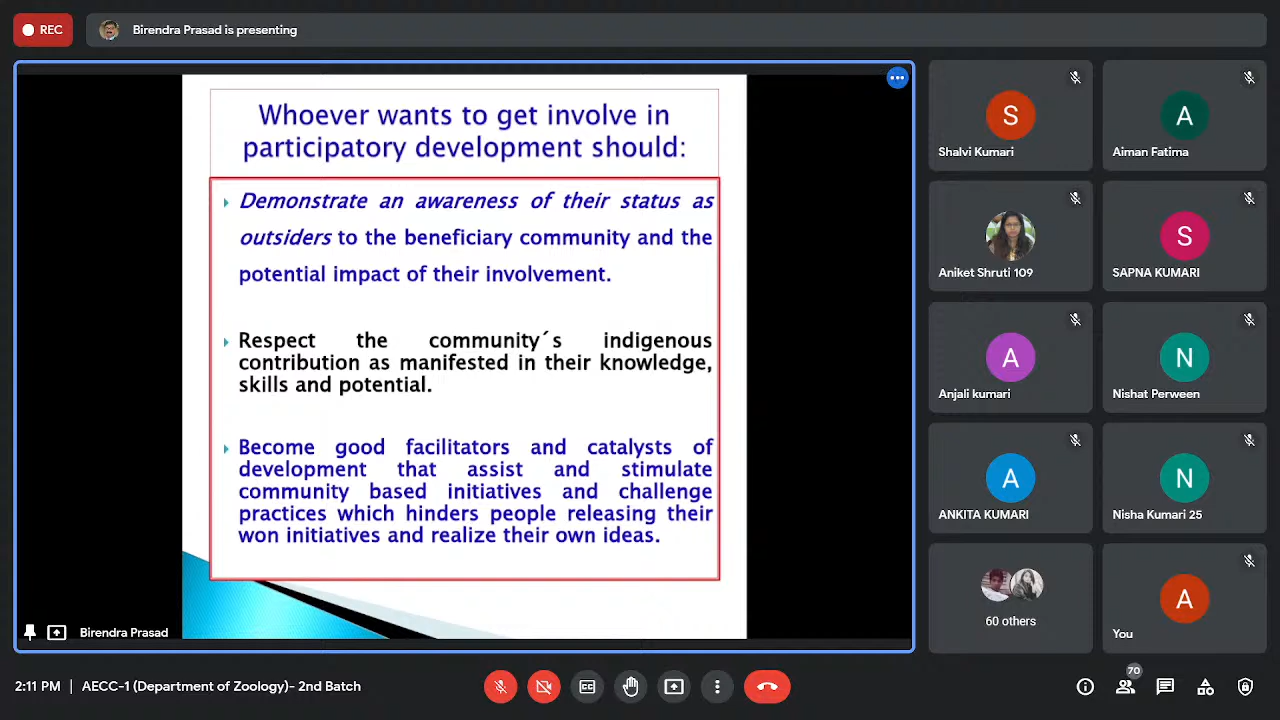 REC
Birendra Prasad is presenting
Whoever wants to get involve in
participatory development should:
Demonstrate an awareness of their status as
outsiders to the beneficiary community and the
potential impact of their involvement.
Respect the community´s indigenous
contribution as manifested in their knowledge,
skills and potential.
Become good facilitators and catalysts of
development that assist and stimulate
community based initiatives and challenge
practices which hinders people releasing their
won initiatives and realize their own ideas.
Birendra Prasad
S
Shalvi Kumari
A
Aiman Fatima
Aniket Shruti 109
S
SAPNA KUMARI
A
Anjali kumari
N
Nishat Perween
A
ANKITA KUMARI
N
Nisha Kumari 25
60 others
A
You
2:11 PM | AECC-1 (Department of Zoology)- 2nd Batch
CC
70